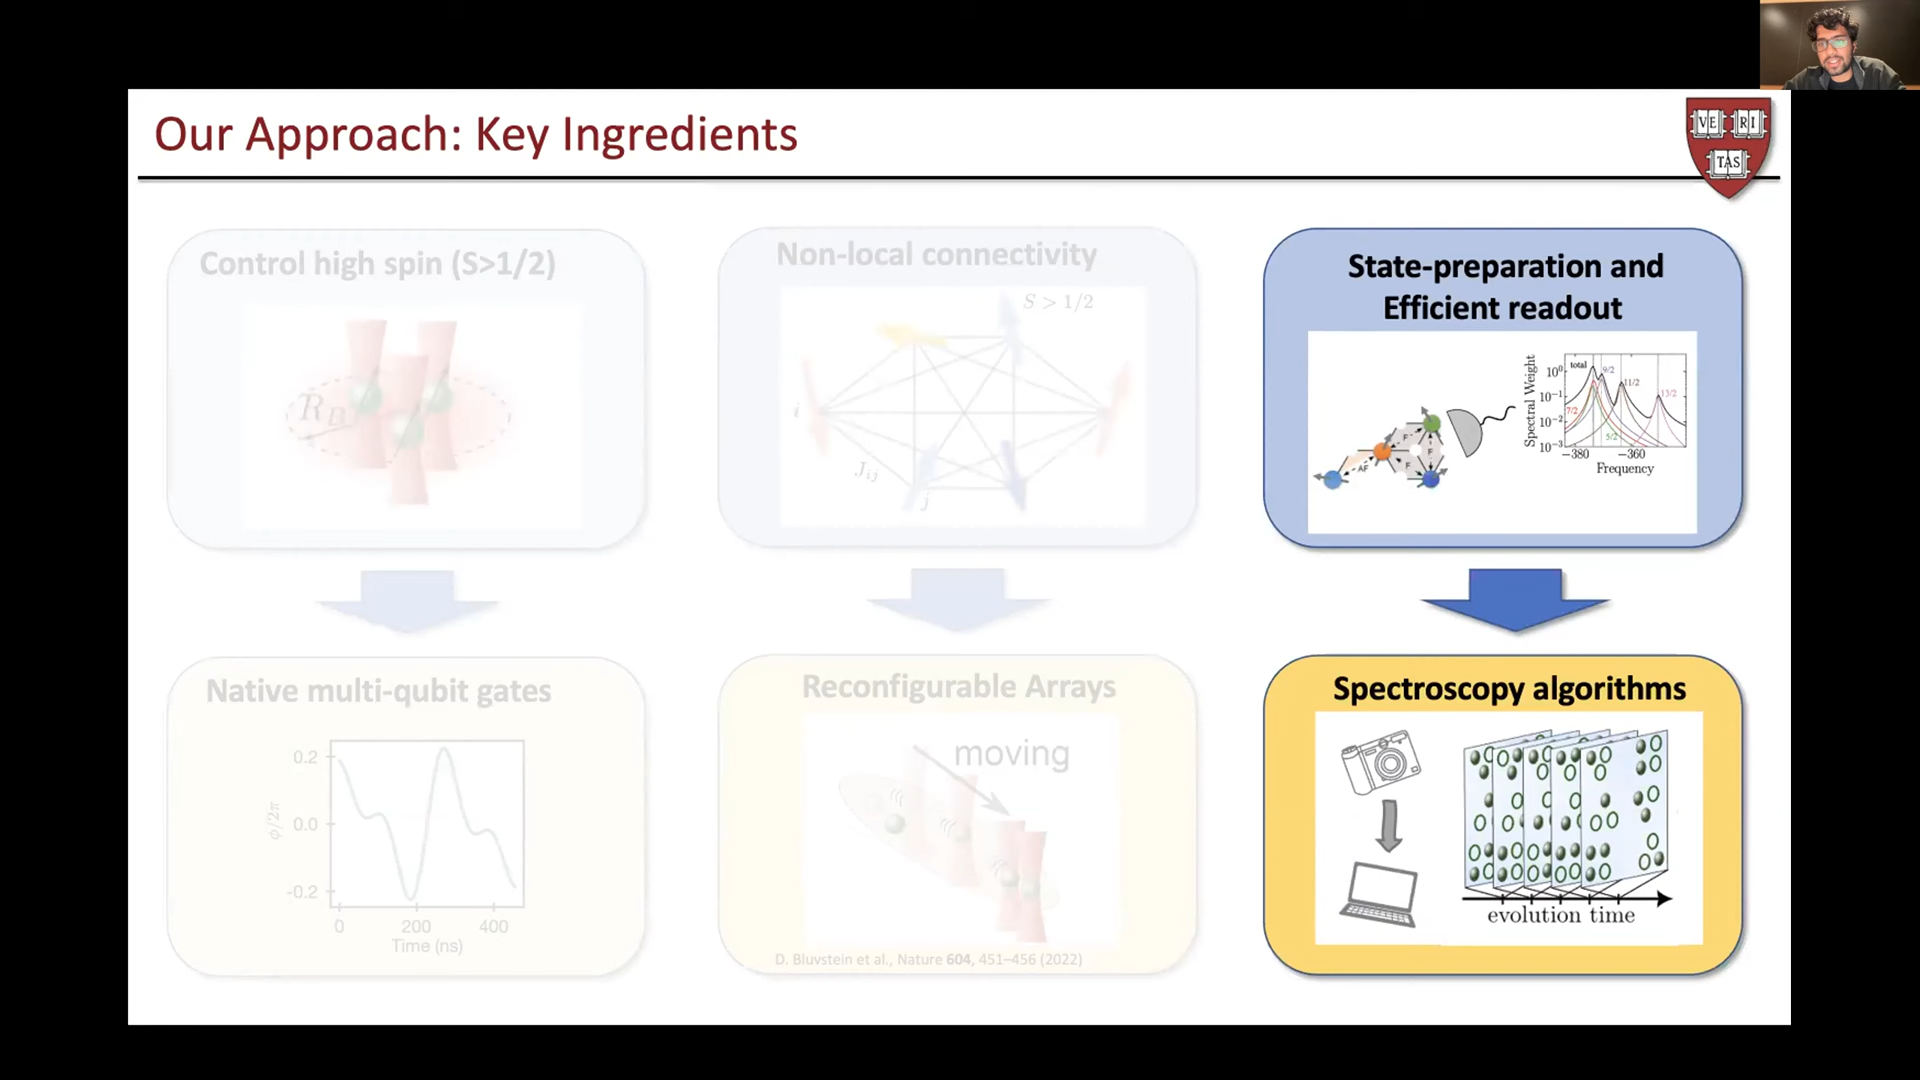 Our Approach: Key Ingredients
VE RI
TAS
Control high spin (S>1/2)
R_B
Non-local connectivity
S > 1/2
i
J_ij
j
State-preparation and
Efficient readout
AF
F
F
F
Spectral Weight
10^0
10^-1
10^-2
10^-3
total
9/2
11/2
13/2
7/2
5/2
−380
−360
Frequency
Native multi-qubit gates
ϕ/2π
0.2
0.0
-0.2
0
200
400
Time (ns)
Reconfigurable Arrays
moving
D. Bluvstein et al., Nature 604, 451–456 (2022)
Spectroscopy algorithms
evolution time